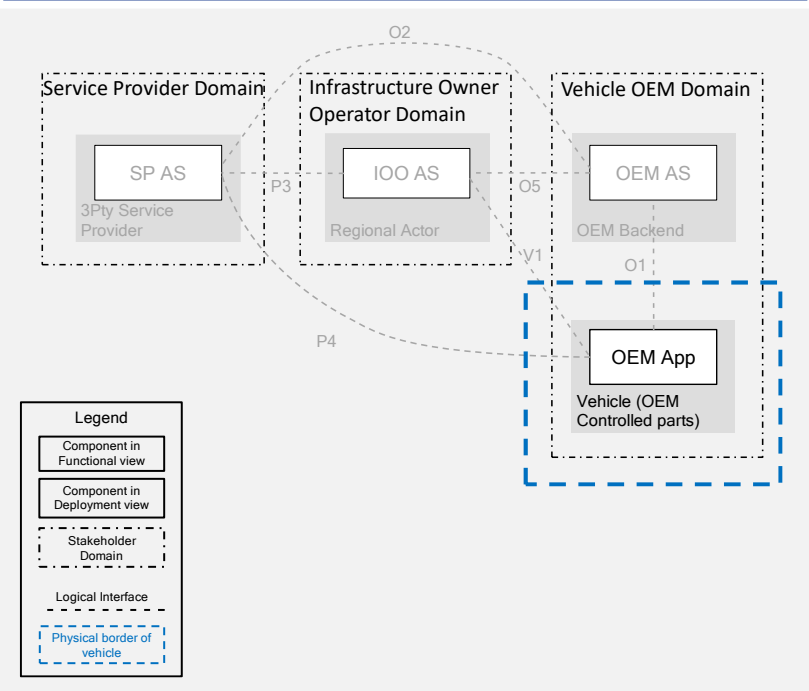 O2
Service Provider Domain
Infrastructure Owner
Operator Domain
Vehicle OEM Domain
SP AS
IOO AS
OEM AS
P3
O5
3Pty Service
Provider
Regional Actor
OEM Backend
V1
O1
P4
OEM App
Vehicle (OEM
Controlled parts)
Legend
Component in
Functional view
Component in
Deployment view
Stakeholder
Domain
Logical Interface
Physical border of
vehicle